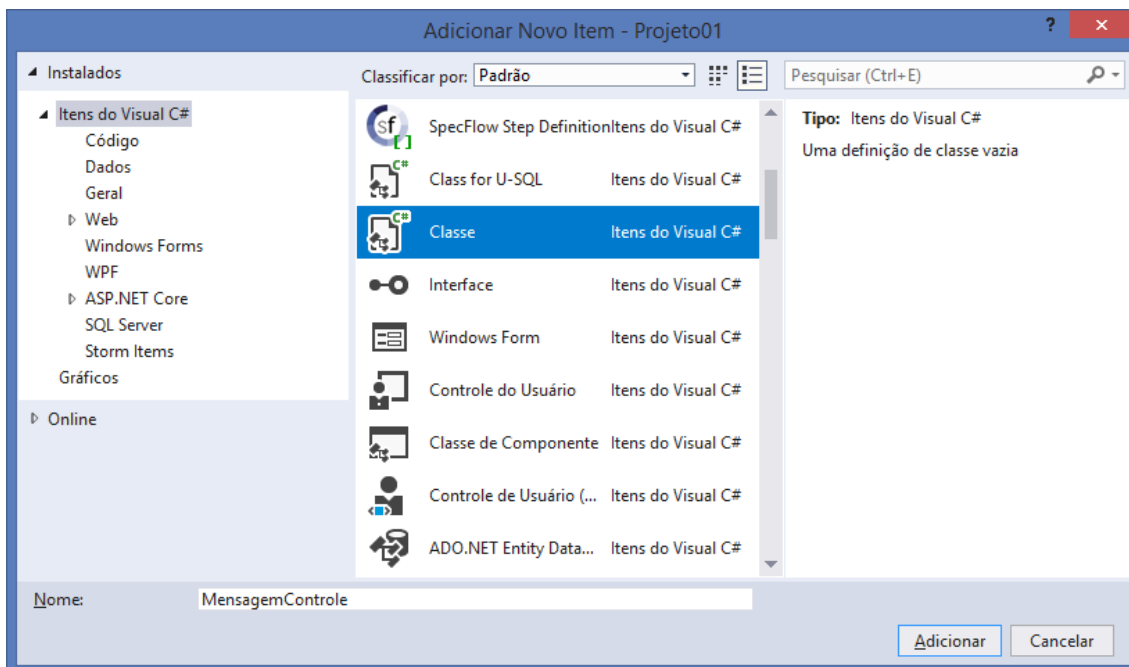 Adicionar Novo Item - Projeto01
?
×
Instalados
Itens do Visual C#
Código
Dados
Geral
Web
Windows Forms
WPF
ASP.NET Core
SQL Server
Storm Items
Gráficos
Online
Classificar por: Padrão
sf
SpecFlow Step DefinitionItens do Visual C#
C#
Class for U-SQL Itens do Visual C#
C#
Classe Itens do Visual C#
Interface Itens do Visual C#
Windows Form Itens do Visual C#
Controle do Usuário Itens do Visual C#
Classe de Componente Itens do Visual C#
Controle de Usuário (... Itens do Visual C#
ADO.NET Entity Data... Itens do Visual C#
Pesquisar (Ctrl+E)
Tipo: Itens do Visual C#
Uma definição de classe vazia
Nome: MensagemControle
Adicionar Cancelar